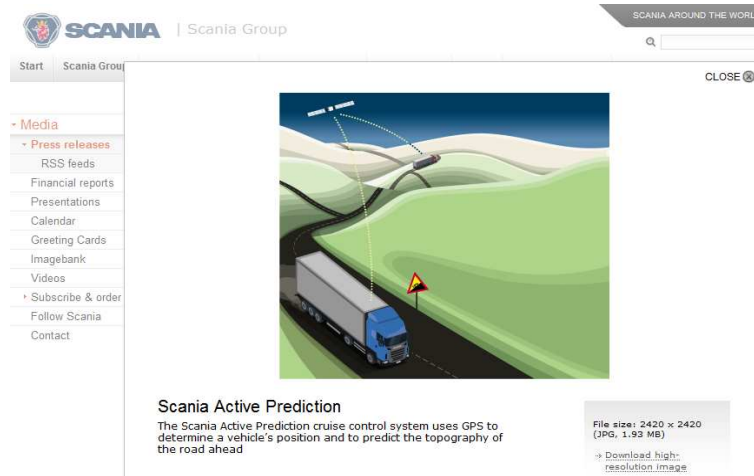 SCANIA
Scania Group
SCANIA AROUND THE WORL
Start Scania Group
CLOSE
Media
Press releases
RSS feeds
Financial reports
Presentations
Calendar
Greeting Cards
Imagebank
Videos
Subscribe & order
Follow Scania
Contact
Scania Active Prediction
The Scania Active Prediction cruise control system uses GPS to
determine a vehicle's position and to predict the topography of
the road ahead
File size: 2420 x 2420
(JPG, 1.93 MB)
Download high-
resolution image